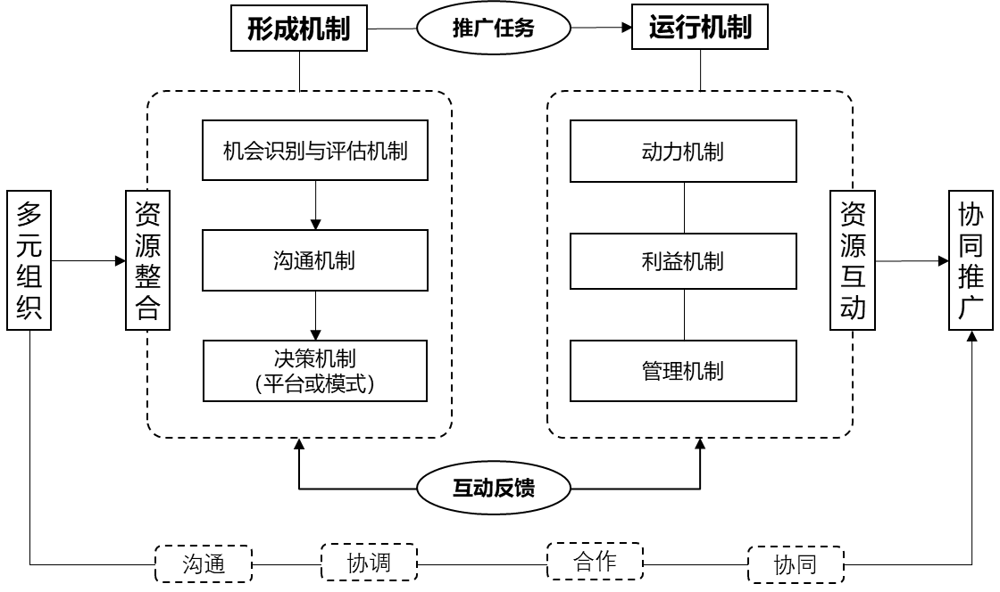 形成机制
推广任务
运行机制
机会识别与评估机制
沟通机制
决策机制
（平台或模式）
动力机制
利益机制
管理机制
多元组织
资源整合
资源互动
协同推广
互动反馈
沟通
协调
合作
协同